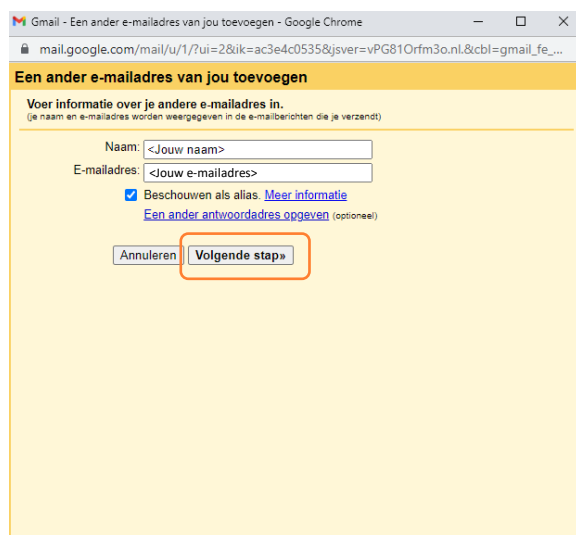 Gmail - Een ander e-mailadres van jou toevoegen - Google Chrome
mail.google.com/mail/u/1/?ui=2&ik=ac3e4c0535&jsver=vPG81Orfm3o.nl.&cbl=gmail_fe_...
Een ander e-mailadres van jou toevoegen
Voer informatie over je andere e-mailadres in.
(je naam en e-mailadres worden weergegeven in de e-mailberichten die je verzendt)
Naam: <Jouw naam>
E-mailadres: <Jouw e-mailadres>
Beschouwen als alias. Meer informatie
Een ander antwoordadres opgeven (optioneel)
Annuleren Volgende stap»